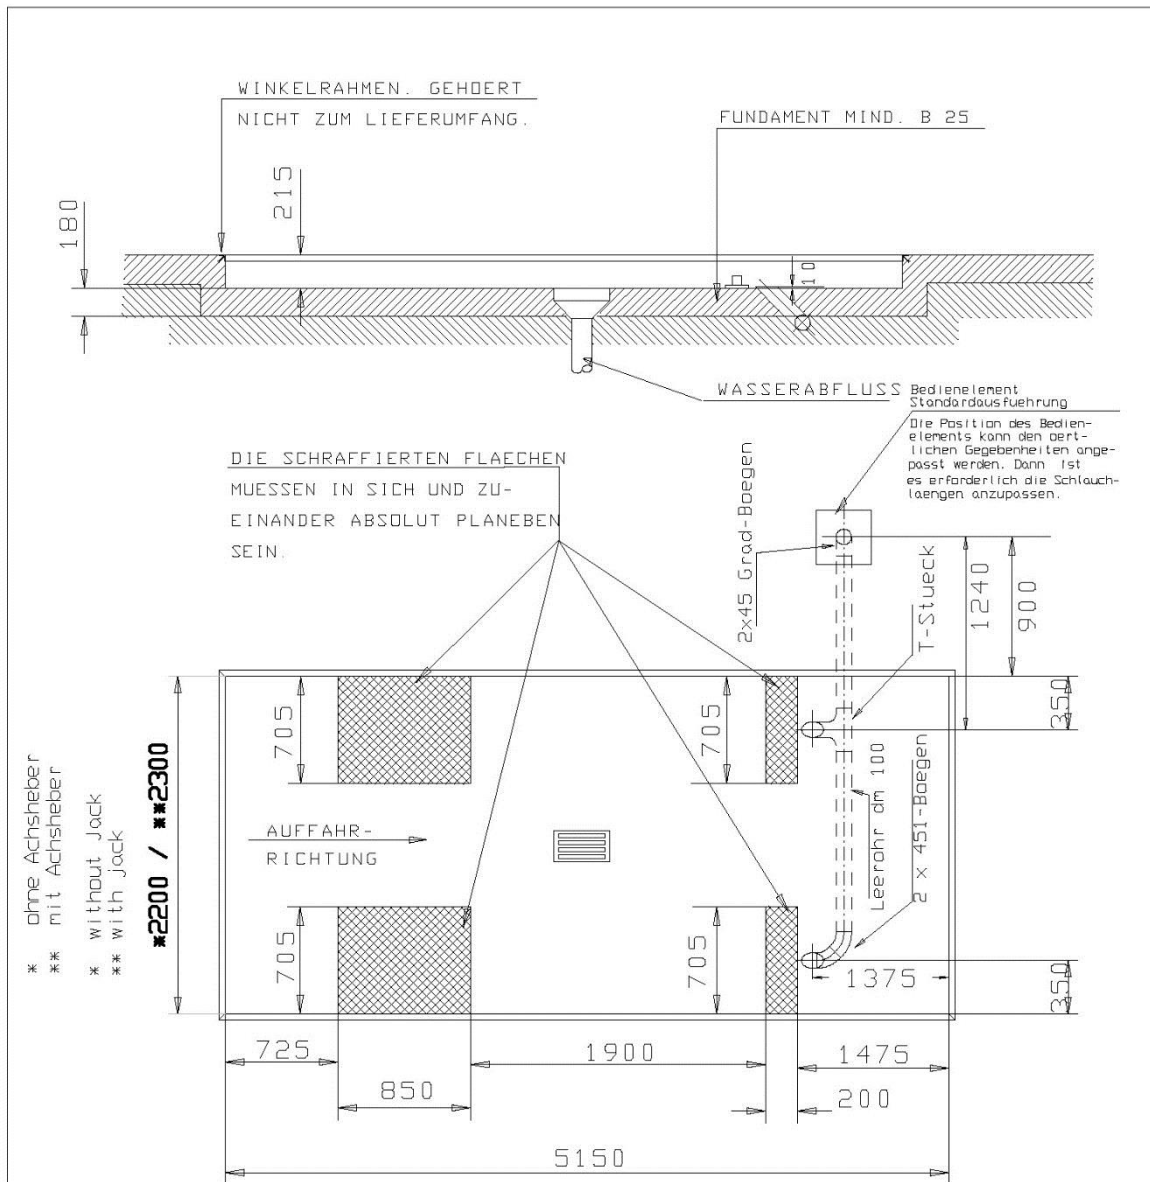 WINKELRAHMEN. GEHOERT
NICHT ZUM LIEFERUMFANG.
FUNDAMENT MIND. B 25
215
180
10
WASSERABFLUSS
Bedienelement
Standardausfuehrung
Die Position des Bedien-
elements kann den oert-
lichen Gegebenheiten ange-
passt werden. Dann ist
es erforderlich die Schlauch-
laengen anzupassen.
DIE SCHRAFFIERTEN FLAECHEN
MUESSEN IN SICH UND ZU-
EINANDER ABSOLUT PLANEBEN
SEIN.
2x45 Grad-Boegen
T-Stueck
1240
900
350
705
705
* ohne Achsheber
** mit Achsheber
* without Jack
** with jack
*2200 / **2300
AUFFAHR-
RICHTUNG
Leerohr dm 100
2 x 451-Boegen
705
705
1375
350
725
1900
1475
850
200
5150